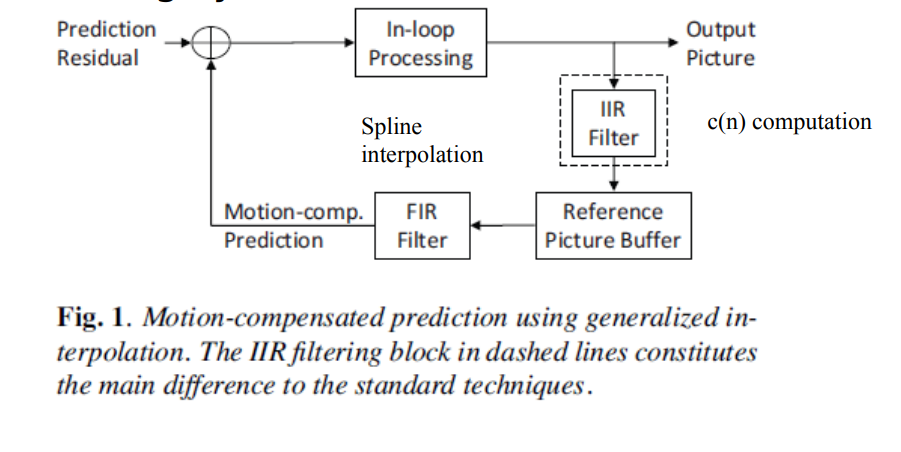 Prediction
Residual
In-loop
Processing
Output
Picture
IIR
Filter
c(n) computation
Spline
interpolation
Motion-comp.
Prediction
FIR
Filter
Reference
Picture Buffer
Fig. 1. Motion-compensated prediction using generalized in-
terpolation. The IIR filtering block in dashed lines constitutes
the main difference to the standard techniques.